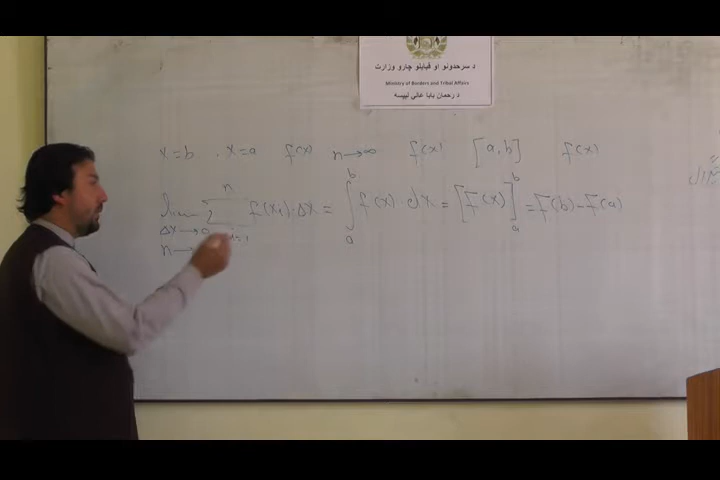 د سرحدونو او قبایلو چارو وزارت
Ministry of Borders and Tribal Affairs
د رحمان بابا عالي لیسه
x=b . x=a f(x) n→∞ f(x) [a,b] f(x)
lim Σ f(xi)·Δx = ∫ f(x)·dx = [F(x)] = F(b)-F(a)
n b b
Δx→0 i=1 a a
n→